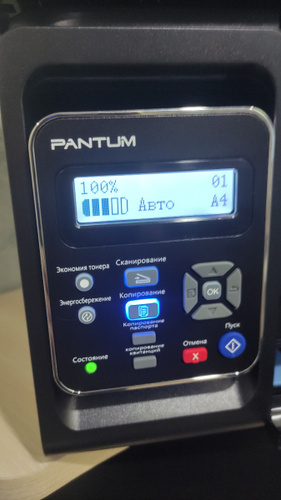 PANTUM
100% 01
Авто A4
Сканирование
Экономия тонера
Копирование
Энергосбережение
OK
Копирование
паспорта
копирование
квитанций
Отмена
Пуск
Состояние
X